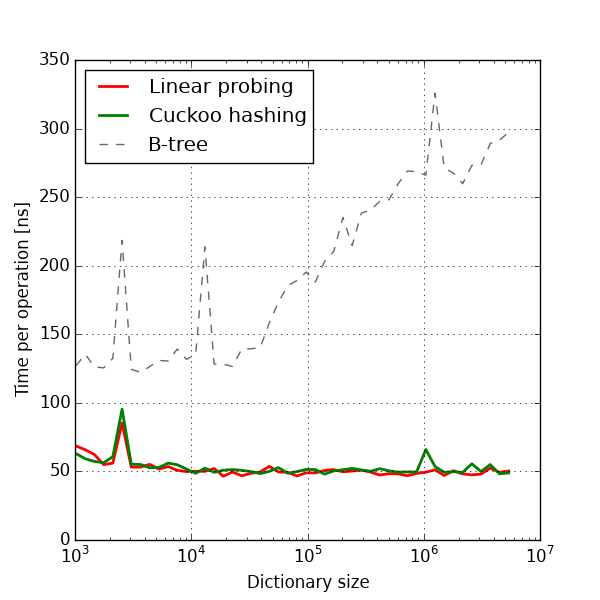 350
300
250
200
150
100
50
0
Time per operation [ns]
Linear probing
Cuckoo hashing
B-tree
10³ 10⁴ 10⁵ 10⁶ 10⁷
Dictionary size